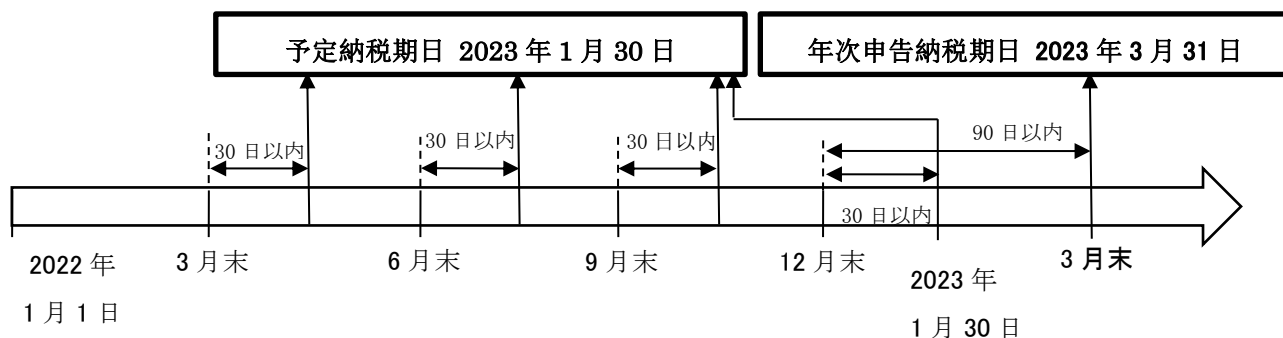 予定納税期日 2023 年 1 月 30 日
年次申告納税期日 2023 年 3 月 31 日
30 日以内
30 日以内
30 日以内
90 日以内
30 日以内
2022 年
1 月 1 日
3 月末
6 月末
9 月末
12 月末
2023 年
1 月 30 日
3 月末